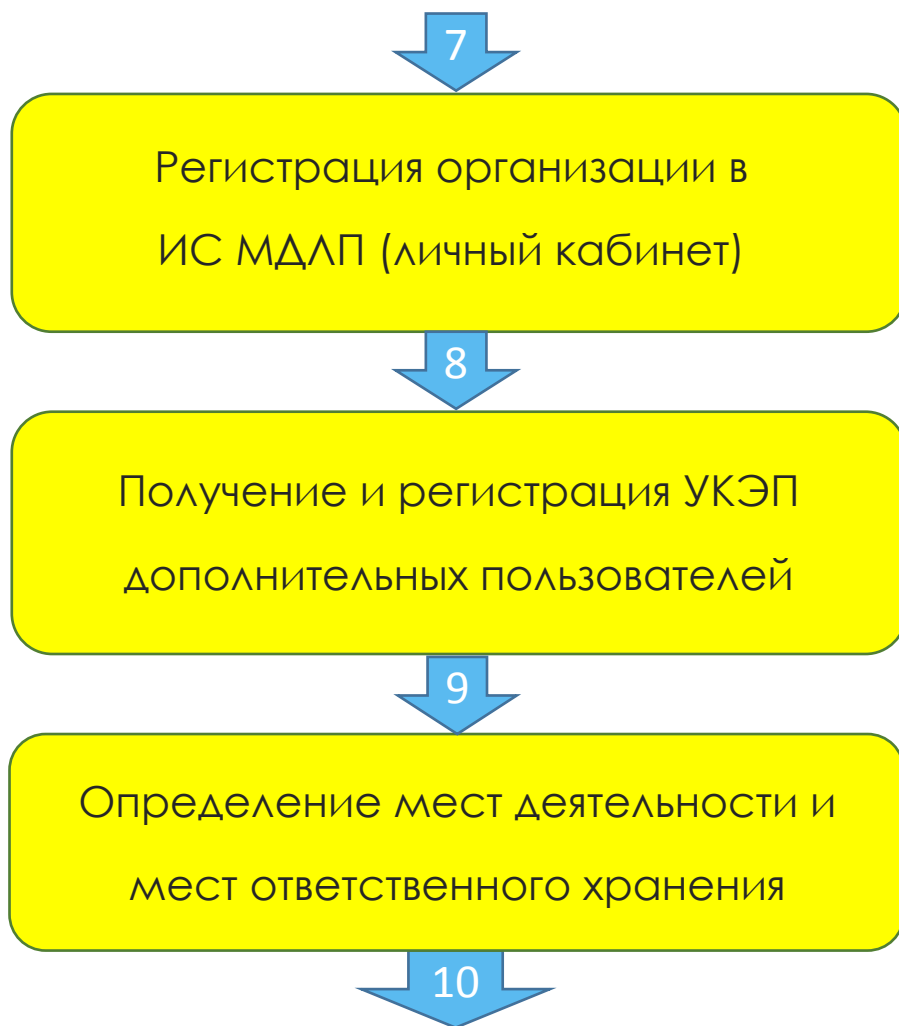 7
Регистрация организации в
ИС МДЛП (личный кабинет)
8
Получение и регистрация УКЭП
дополнительных пользователей
9
Определение мест деятельности и
мест ответственного хранения
10